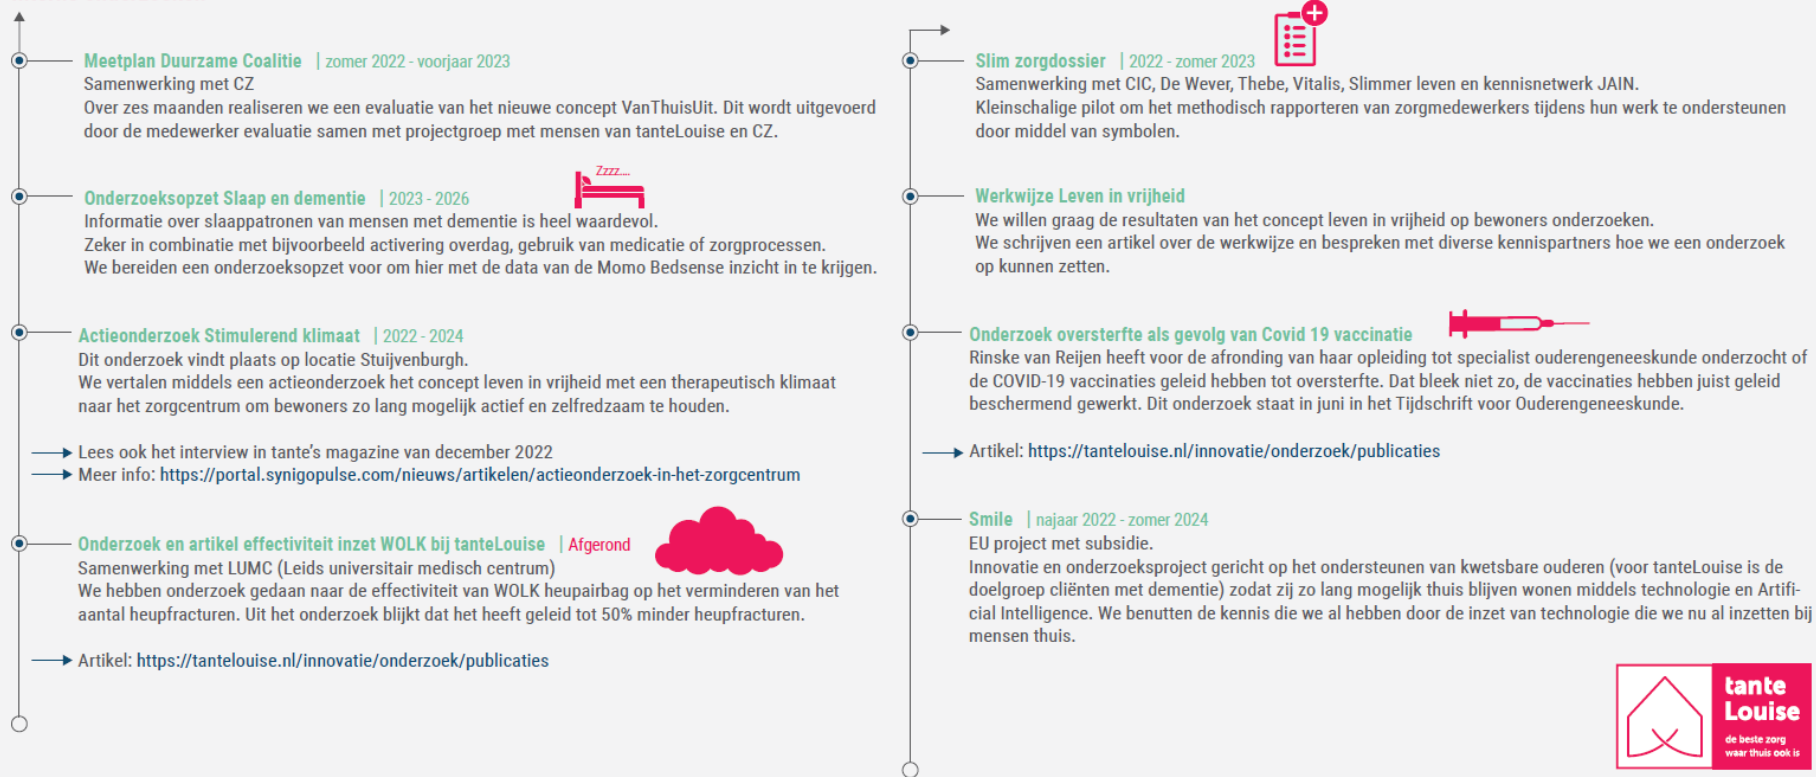 Meetplan Duurzame Coalitie | zomer 2022 - voorjaar 2023
Samenwerking met CZ
Over zes maanden realiseren we een evaluatie van het nieuwe concept VanThuisUit. Dit wordt uitgevoerd
door de medewerker evaluatie samen met projectgroep met mensen van tanteLouise en CZ.
Zzzz....
Onderzoeksopzet Slaap en dementie | 2023 - 2026
Informatie over slaappatronen van mensen met dementie is heel waardevol.
Zeker in combinatie met bijvoorbeeld activering overdag, gebruik van medicatie of zorgprocessen.
We bereiden een onderzoeksopzet voor om hier met de data van de Momo Bedsense inzicht in te krijgen.
Actieonderzoek Stimulerend klimaat | 2022 - 2024
Dit onderzoek vindt plaats op locatie Stuijvenburgh.
We vertalen middels een actieonderzoek het concept leven in vrijheid met een therapeutisch klimaat
naar het zorgcentrum om bewoners zo lang mogelijk actief en zelfredzaam te houden.
Lees ook het interview in tante's magazine van december 2022
Meer info: https://portal.synigopulse.com/nieuws/artikelen/actieonderzoek-in-het-zorgcentrum
Onderzoek en artikel effectiviteit inzet WOLK bij tanteLouise | Afgerond
Samenwerking met LUMC (Leids universitair medisch centrum)
We hebben onderzoek gedaan naar de effectiviteit van WOLK heupairbag op het verminderen van het
aantal heupfracturen. Uit het onderzoek blijkt dat het heeft geleid tot 50% minder heupfracturen.
Artikel: https://tantelouise.nl/innovatie/onderzoek/publicaties
Slim zorgdossier | 2022 - zomer 2023
Samenwerking met CIC, De Wever, Thebe, Vitalis, Slimmer leven en kennisnetwerk JAIN.
Kleinschalige pilot om het methodisch rapporteren van zorgmedewerkers tijdens hun werk te ondersteunen
door middel van symbolen.
Werkwijze Leven in vrijheid
We willen graag de resultaten van het concept leven in vrijheid op bewoners onderzoeken.
We schrijven een artikel over de werkwijze en bespreken met diverse kennispartners hoe we een onderzoek
op kunnen zetten.
Onderzoek oversterfte als gevolg van Covid 19 vaccinatie
Rinske van Reijen heeft voor de afronding van haar opleiding tot specialist ouderengeneeskunde onderzocht of
de COVID-19 vaccinaties geleid hebben tot oversterfte. Dat bleek niet zo, de vaccinaties hebben juist geleid
beschermend gewerkt. Dit onderzoek staat in juni in het Tijdschrift voor Ouderengeneeskunde.
Artikel: https://tantelouise.nl/innovatie/onderzoek/publicaties
Smile | najaar 2022 - zomer 2024
EU project met subsidie.
Innovatie en onderzoeksproject gericht op het ondersteunen van kwetsbare ouderen (voor tanteLouise is de
doelgroep cliënten met dementie) zodat zij zo lang mogelijk thuis blijven wonen middels technologie en Artifi-
cial Intelligence. We benutten de kennis die we al hebben door de inzet van technologie die we nu al inzetten bij
mensen thuis.
tante
Louise
de beste zorg
waar thuis ook is